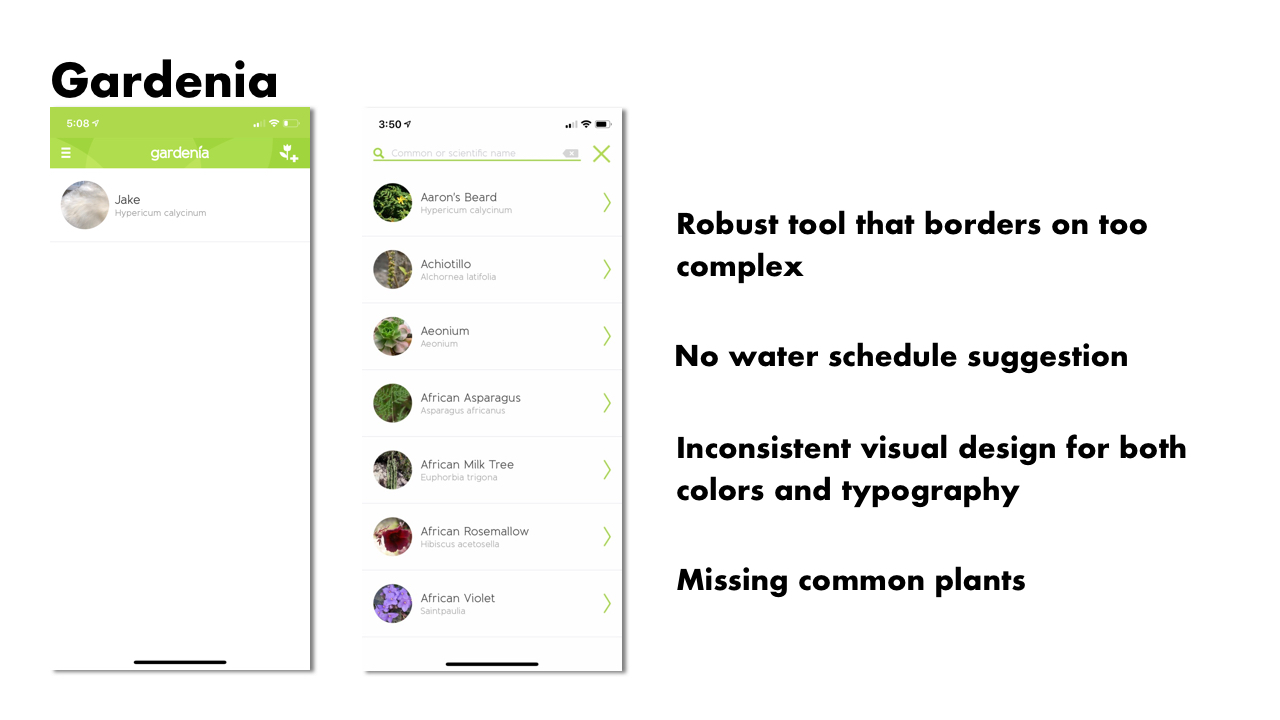 Gardenia
5:08
gardenía
Jake
Hypericum calycinum
3:50
Common or scientific name
Aaron's Beard
Hypericum calycinum
Achiotillo
Alchornea latifolia
Aeonium
Aeonium
African Asparagus
Asparagus africanus
African Milk Tree
Euphorbia trigona
African Rosemallow
Hibiscus acetosella
African Violet
Saintpaulia
Robust tool that borders on too
complex
No water schedule suggestion
Inconsistent visual design for both
colors and typography
Missing common plants